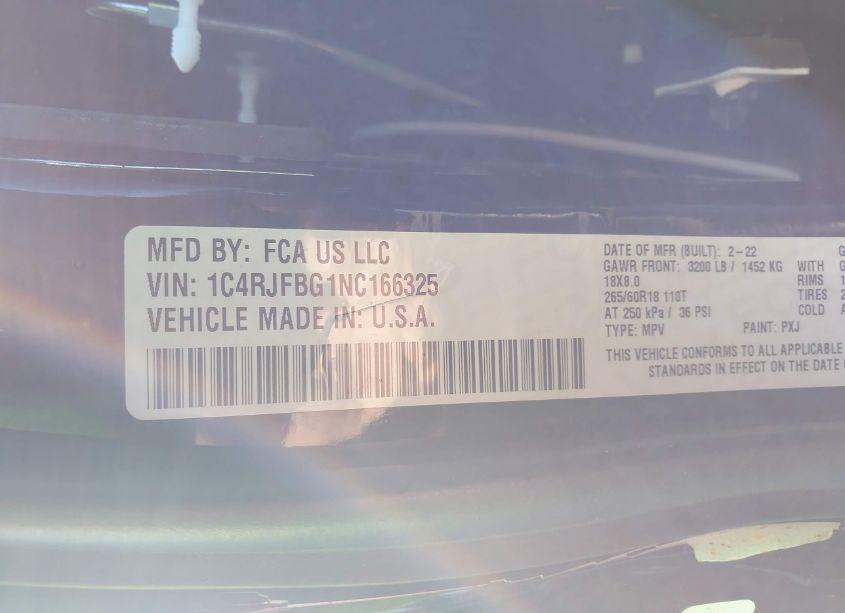 MFD BY: FCA US LLC
VIN: 1C4RJFBG1NC166325
VEHICLE MADE IN: U.S.A.
DATE OF MFR (BUILT): 2-22
GAWR FRONT: 3200 LB / 1452 KG WITH
18X8.0 RIMS
265/60R18 110T TIRES
AT 250 kPa / 36 PSI COLD
TYPE: MPV PAINT: PXJ
THIS VEHICLE CONFORMS TO ALL APPLICABLE
STANDARDS IN EFFECT ON THE DATE